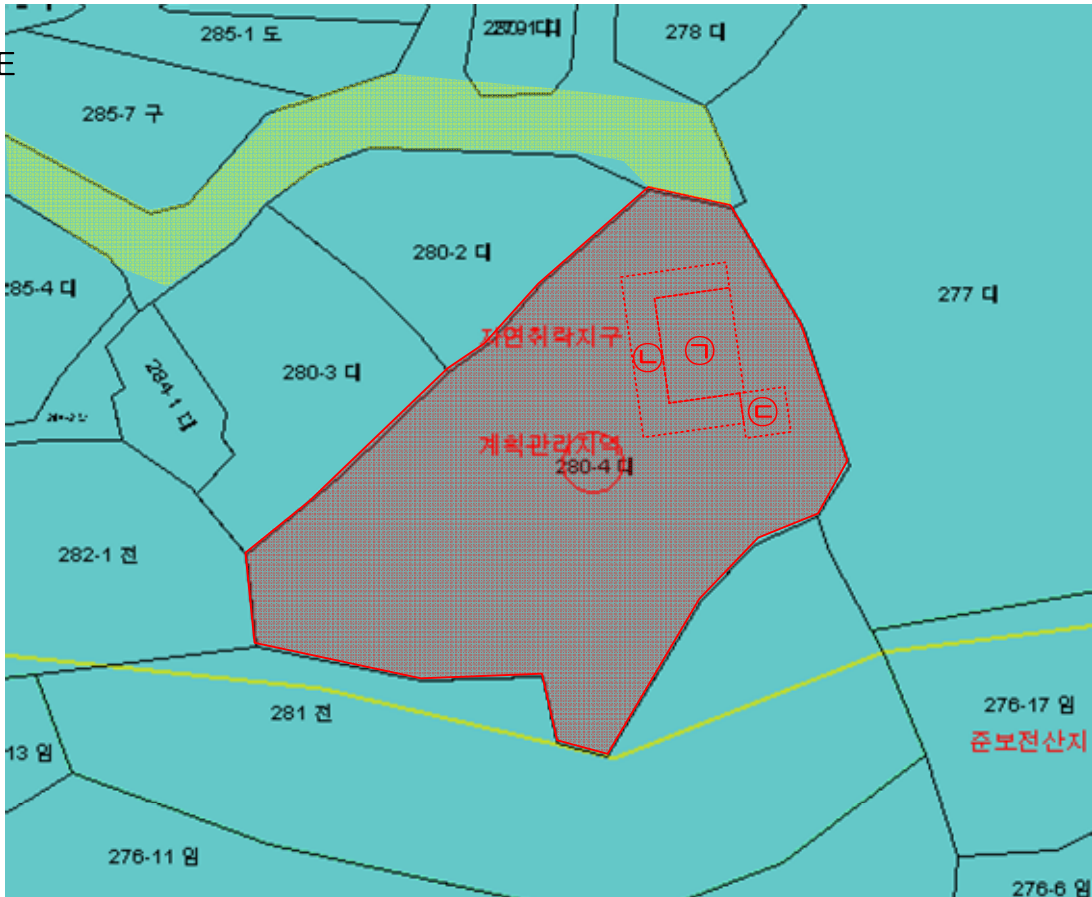 285-1 도
278 대
E
285-7 구
280-2 대
285-4 대
277 대
자연취락지구
㉠
㉡
280-3 대
284-1 대
㉢
계획관리지역
280-4 대
282-1 전
281 전
276-17 임
준보전산지
13 임
276-11 임
276-6 임